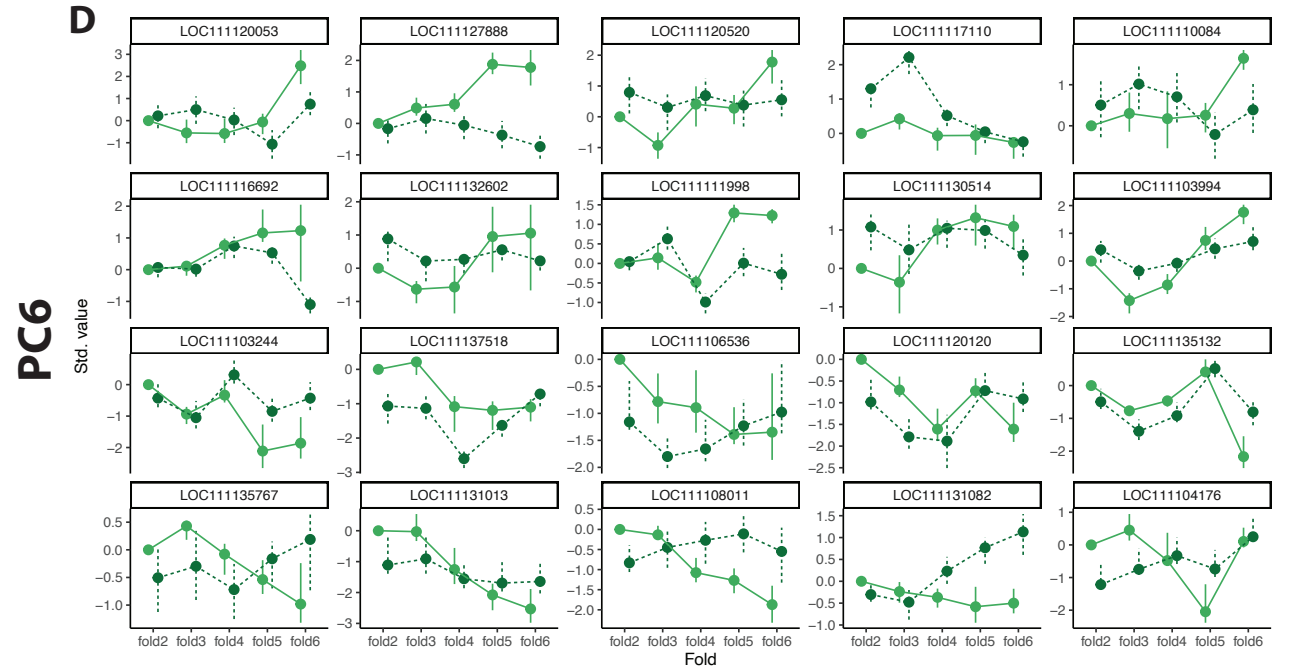 D
PC6
Std. value
LOC111120053 LOC111127888 LOC111120520 LOC111117110 LOC111110084
3 2 1 0 −1
2 1 0 −1
2 1 0 −1
2 1 0
1 0
LOC111116692 LOC111132602 LOC111111998 LOC111130514 LOC111103994
2 1 0 −1
2 1 0 −1
1.5 1.0 0.5 0.0 −0.5 −1.0
1 0 −1
2 1 0 −1 −2
LOC111103244 LOC111137518 LOC111106536 LOC111120120 LOC111135132
0 −1 −2
0 −1 −2 −3
0.0 −0.5 −1.0 −1.5 −2.0
0.0 −0.5 −1.0 −1.5 −2.0 −2.5
0 −1 −2
LOC111135767 LOC111131013 LOC111108011 LOC111131082 LOC111104176
0.5 0.0 −0.5 −1.0
0 −1 −2 −3
0.5 0.0 −0.5 −1.0 −1.5 −2.0
1.5 1.0 0.5 0.0 −0.5 −1.0
1 0 −1 −2
fold2 fold3 fold4 fold5 fold6 fold2 fold3 fold4 fold5 fold6 fold2 fold3 fold4 fold5 fold6 fold2 fold3 fold4 fold5 fold6 fold2 fold3 fold4 fold5 fold6
Fold